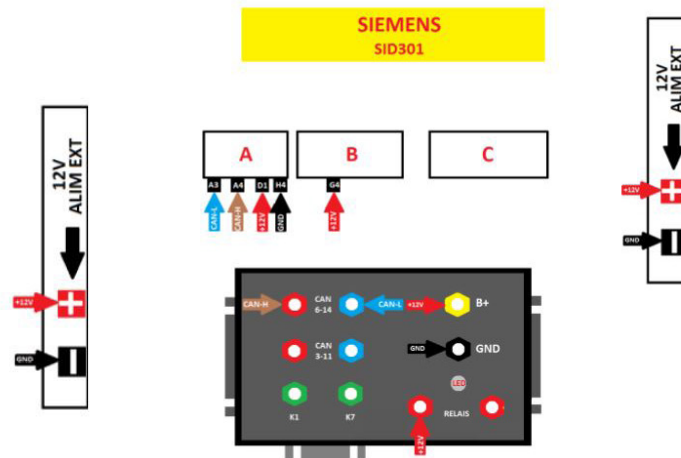 SIEMENS
SID301
12V
ALIM EXT
+12V
GND
12V
ALIM EXT
+12V
GND
A
B
C
A3
A4
D1
H4
G4
CAN-L
CAN-H
+12V
GND
+12V
CAN-H
CAN
6-14
CAN-L
+12V
B+
CAN
3-11
GND
GND
LED
K1
K7
RELAIS
+12V